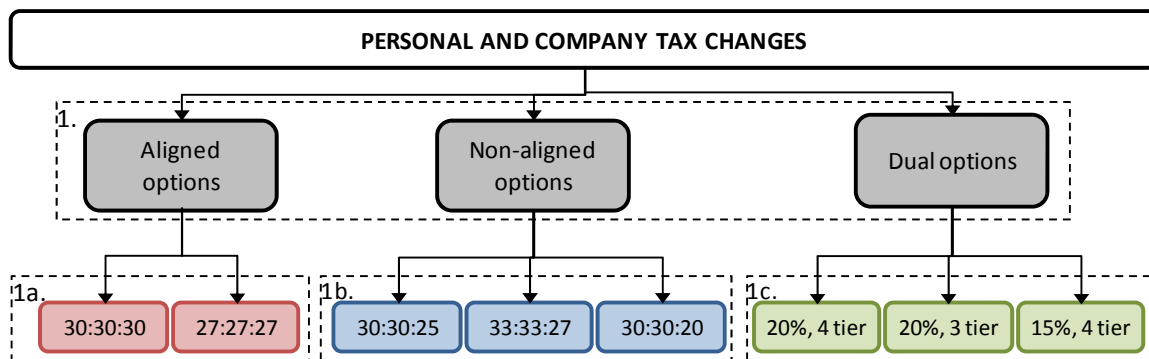 PERSONAL AND COMPANY TAX CHANGES
1.
Aligned
options
Non-aligned
options
Dual options
1a.
30:30:30
27:27:27
1b.
30:30:25
33:33:27
30:30:20
1c.
20%, 4 tier
20%, 3 tier
15%, 4 tier